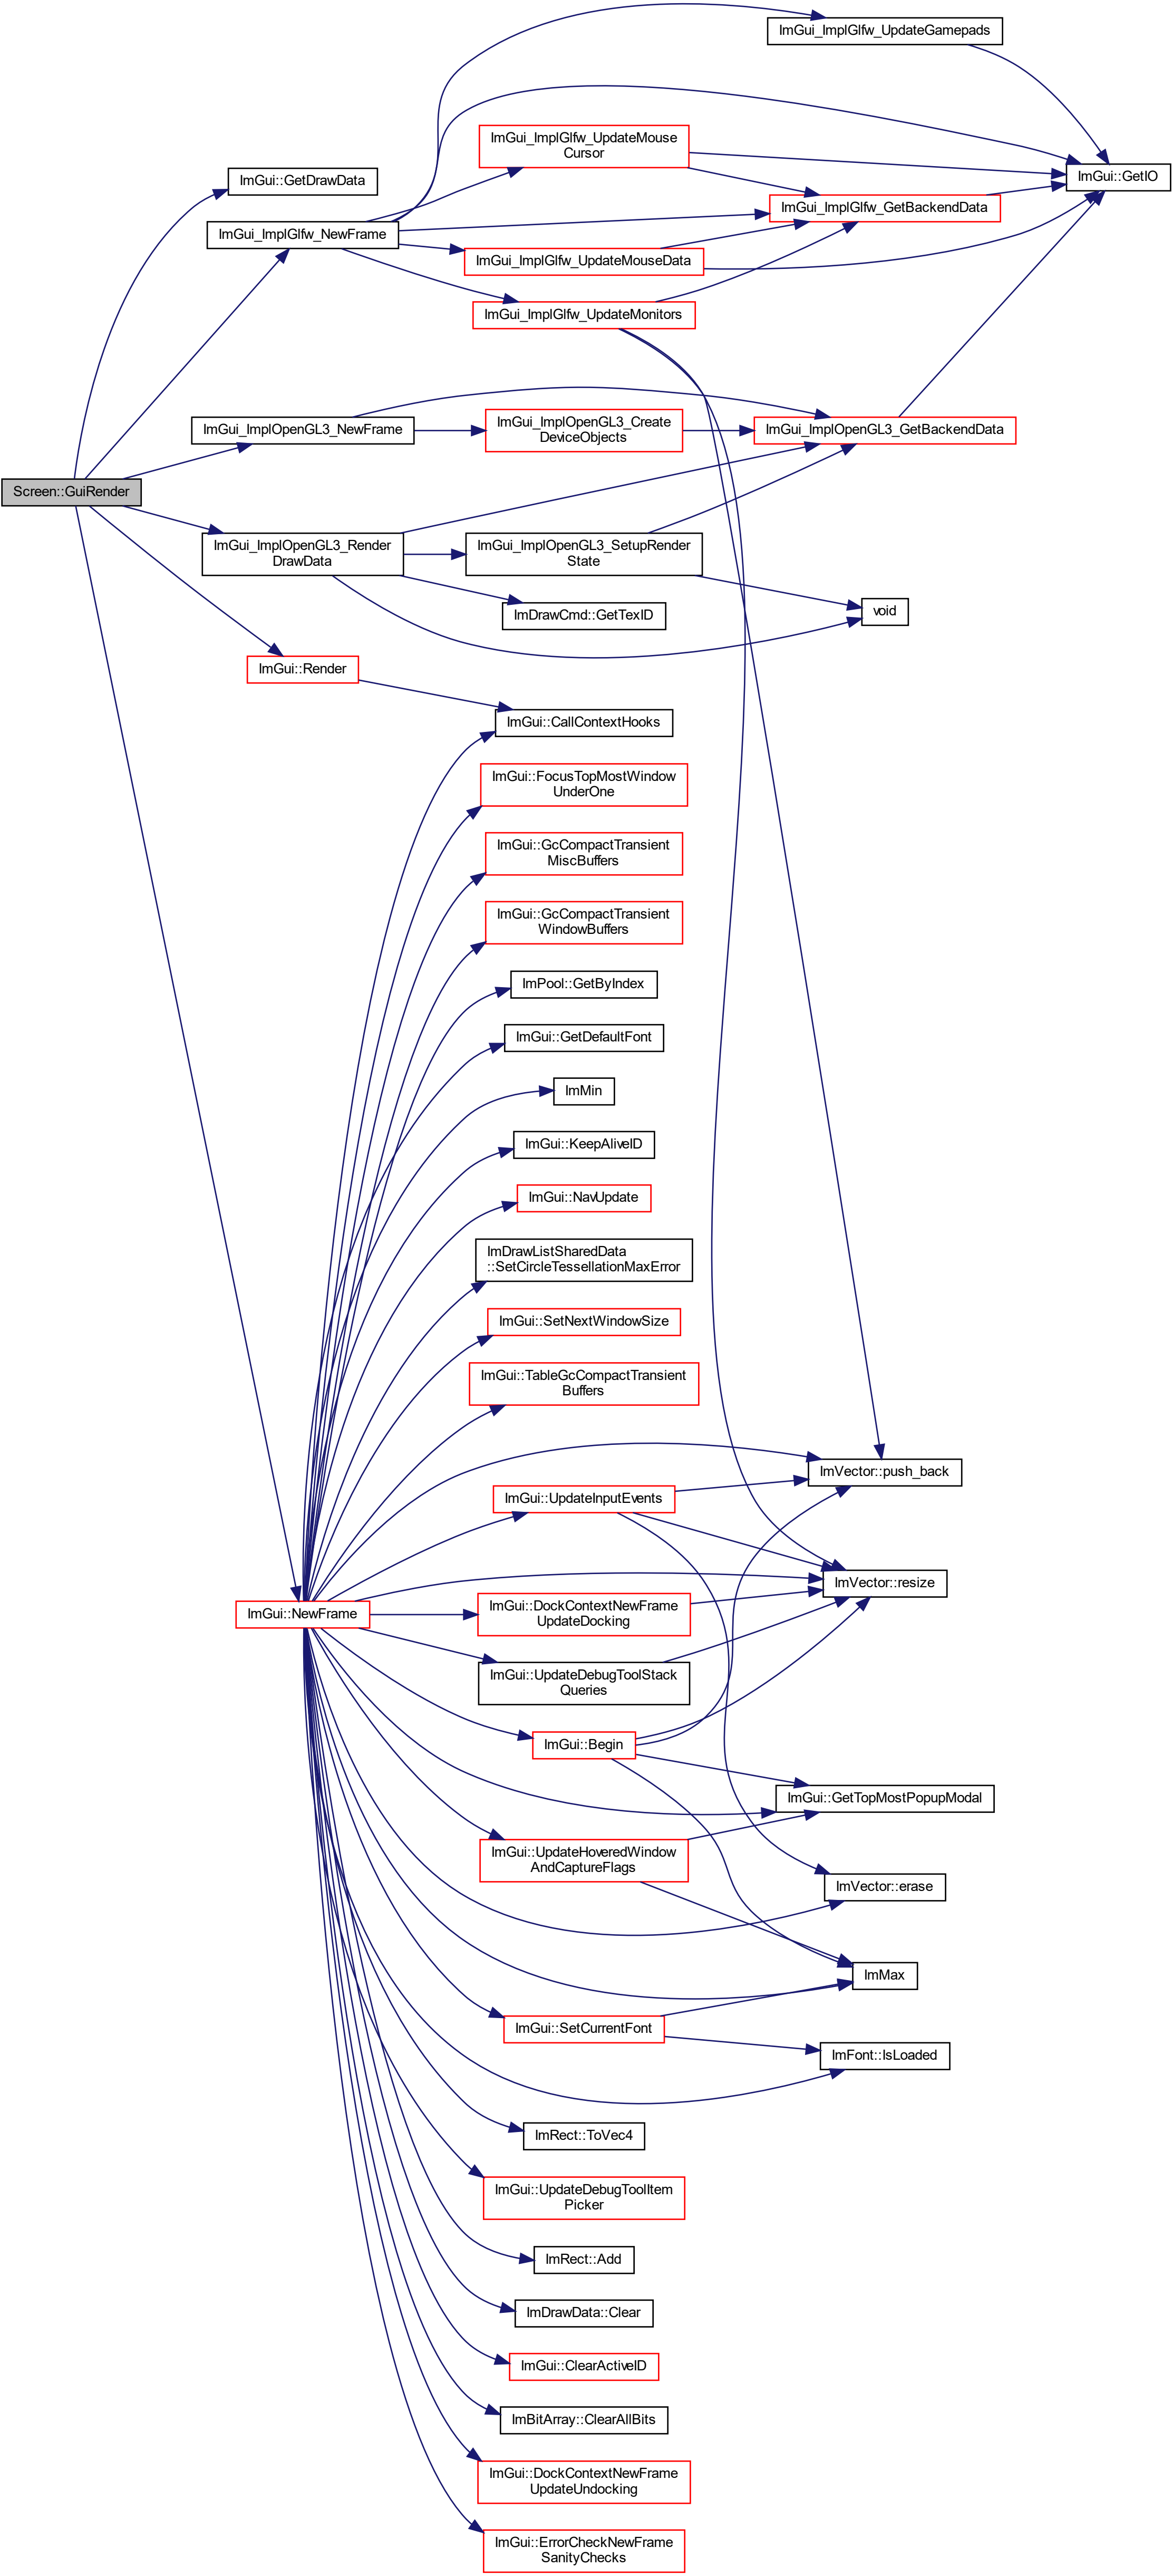 ImGui_ImplGlfw_UpdateGamepads
ImGui_ImplGlfw_UpdateMouse
Cursor
ImGui::GetIO
ImGui::GetDrawData
ImGui_ImplGlfw_GetBackendData
ImGui_ImplGlfw_NewFrame
ImGui_ImplGlfw_UpdateMouseData
ImGui_ImplGlfw_UpdateMonitors
ImGui_ImplOpenGL3_NewFrame
ImGui_ImplOpenGL3_Create
DeviceObjects
ImGui_ImplOpenGL3_GetBackendData
Screen::GuiRender
ImGui_ImplOpenGL3_Render
DrawData
ImGui_ImplOpenGL3_SetupRender
State
ImDrawCmd::GetTexID
void
ImGui::Render
ImGui::CallContextHooks
ImGui::FocusTopMostWindow
UnderOne
ImGui::GcCompactTransient
MiscBuffers
ImGui::GcCompactTransient
WindowBuffers
ImPool::GetByIndex
ImGui::GetDefaultFont
ImMin
ImGui::KeepAliveID
ImGui::NavUpdate
ImDrawListSharedData
::SetCircleTessellationMaxError
ImGui::SetNextWindowSize
ImGui::TableGcCompactTransient
Buffers
ImVector::push_back
ImGui::UpdateInputEvents
ImVector::resize
ImGui::NewFrame
ImGui::DockContextNewFrame
UpdateDocking
ImGui::UpdateDebugToolStack
Queries
ImGui::Begin
ImGui::GetTopMostPopupModal
ImGui::UpdateHoveredWindow
AndCaptureFlags
ImVector::erase
ImMax
ImGui::SetCurrentFont
ImFont::IsLoaded
ImRect::ToVec4
ImGui::UpdateDebugToolItem
Picker
ImRect::Add
ImDrawData::Clear
ImGui::ClearActiveID
ImBitArray::ClearAllBits
ImGui::DockContextNewFrame
UpdateUndocking
ImGui::ErrorCheckNewFrame
SanityChecks